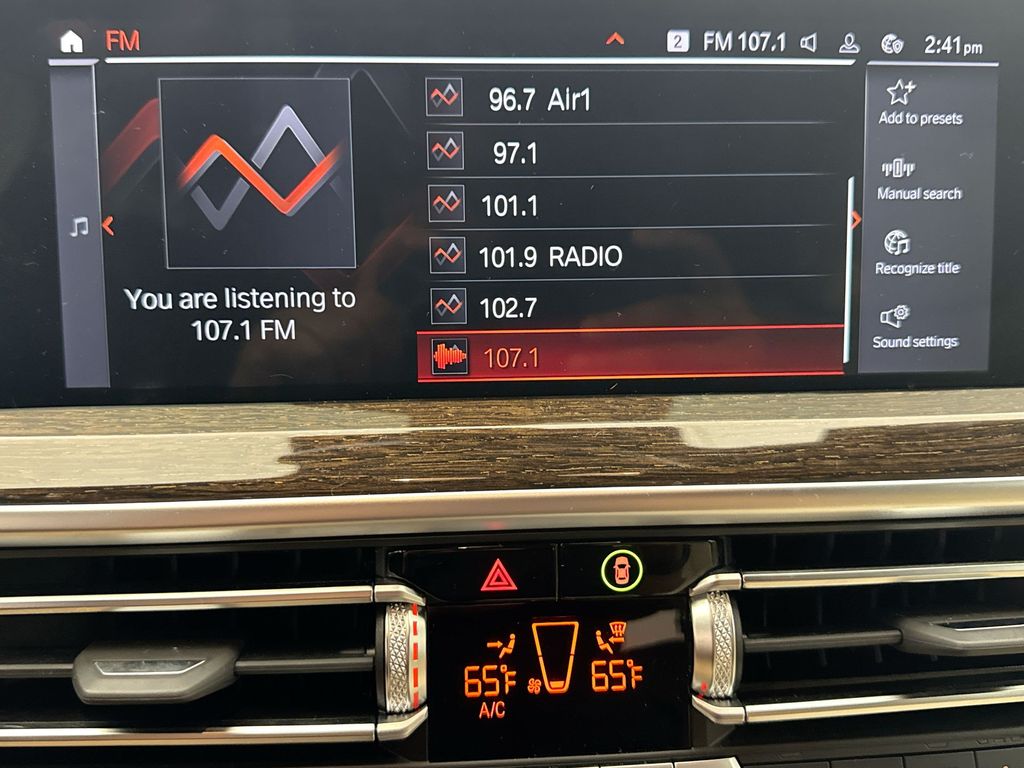 FM
2 FM 107.1 2:41 pm
You are listening to
107.1 FM
96.7 Air1
97.1
101.1
101.9 RADIO
102.7
107.1
Add to presets
Manual search
Recognize title
Sound settings
65°F 65°F
A/C